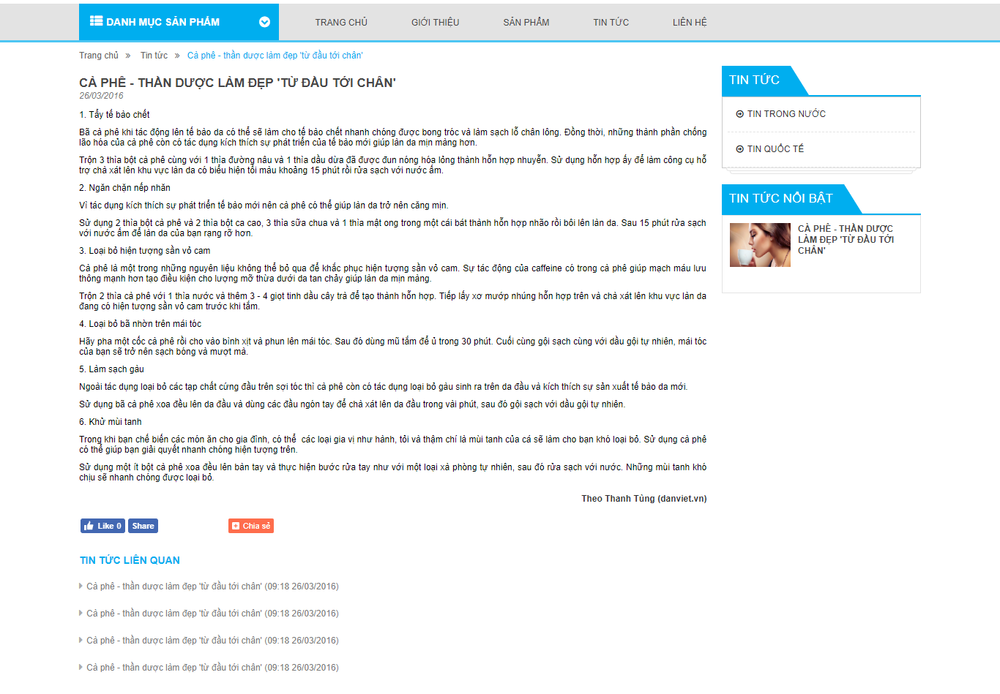 DANH MỤC SẢN PHẨM
TRANG CHỦ
GIỚI THIỆU
SẢN PHẨM
TIN TỨC
LIÊN HỆ
Trang chủ » Tin tức » Cà phê - thần dược làm đẹp 'từ đầu tới chân'
CÀ PHÊ - THẦN DƯỢC LÀM ĐẸP 'TỪ ĐẦU TỚI CHÂN'
26/03/2016
1. Tẩy tế bào chết
Bã cà phê khi tác động lên tế bào da có thể sẽ làm cho tế bào chết nhanh chóng được bong tróc và làm sạch lỗ chân lông. Đồng thời, những thành phần chống
lão hóa của cà phê còn có tác dụng kích thích sự phát triển của tế bào mới giúp làn da mịn màng hơn.
Trộn 3 thìa bột cà phê cùng với 1 thìa đường nâu và 1 thìa dầu dừa đã được đun nóng hóa lỏng thành hỗn hợp nhuyễn. Sử dụng hỗn hợp ấy để làm công cụ hỗ
trợ chà xát lên khu vực làn da có biểu hiện tối màu khoảng 15 phút rồi rửa sạch với nước ấm.
2. Ngăn chặn nếp nhăn
Vì tác dụng kích thích sự phát triển tế bào mới nên cà phê có thể giúp làn da trở nên căng mịn.
Sử dụng 2 thìa bột cà phê và 2 thìa bột ca cao, 3 thìa sữa chua và 1 thìa mật ong trong một cái bát thành hỗn hợp nhão rồi bôi lên làn da. Sau 15 phút rửa sạch
với nước ấm để làn da của bạn rạng rỡ hơn.
3. Loại bỏ hiện tượng sần vỏ cam
Cà phê là một trong những nguyên liệu không thể bỏ qua để khắc phục hiện tượng sần vỏ cam. Sự tác động của caffeine có trong cà phê giúp mạch máu lưu
thông mạnh hơn tạo điều kiện cho lượng mỡ thừa dưới da tan chảy giúp làn da mịn màng.
Trộn 2 thìa cà phê với 1 thìa nước và thêm 3 - 4 giọt tinh dầu cây trà để tạo thành hỗn hợp. Tiếp lấy xơ mướp nhúng hỗn hợp trên và chà xát lên khu vực làn da
đang có hiện tượng sần vỏ cam trước khi tắm.
4. Loại bỏ bã nhờn trên mái tóc
Hãy pha một cốc cà phê rồi cho vào bình xịt và phun lên mái tóc. Sau đó dùng mũ tắm để ủ trong 30 phút. Cuối cùng gội sạch cùng với dầu gội tự nhiên, mái tóc
của bạn sẽ trở nên sạch bóng và mượt mà.
5. Làm sạch gàu
Ngoài tác dụng loại bỏ các tạp chất cứng đầu trên sợi tóc thì cà phê còn có tác dụng loại bỏ gàu sinh ra trên da đầu và kích thích sự sản xuất tế bào da mới.
Sử dụng bã cà phê xoa đều lên da đầu và dùng các đầu ngón tay để chà xát lên da đầu trong vài phút, sau đó gội sạch với dầu gội tự nhiên.
6. Khử mùi tanh
Trong khi bạn chế biến các món ăn cho gia đình, có thể  các loại gia vị như hành, tỏi và thậm chí là mùi tanh của cá sẽ làm cho bạn khó loại bỏ. Sử dụng cà phê
có thể giúp bạn giải quyết nhanh chóng hiện tượng trên.
Sử dụng một ít bột cà phê xoa đều lên bàn tay và thực hiện bước rửa tay như với một loại xà phòng tự nhiên, sau đó rửa sạch với nước. Những mùi tanh khó
chịu sẽ nhanh chóng được loại bỏ.
Theo Thanh Tùng (danviet.vn)
Like 0
Share
Chia sẻ
TIN TỨC LIÊN QUAN
Cà phê - thần dược làm đẹp 'từ đầu tới chân' (09:18 26/03/2016)
Cà phê - thần dược làm đẹp 'từ đầu tới chân' (09:18 26/03/2016)
Cà phê - thần dược làm đẹp 'từ đầu tới chân' (09:18 26/03/2016)
Cà phê - thần dược làm đẹp 'từ đầu tới chân' (09:18 26/03/2016)
TIN TỨC
TIN TRONG NƯỚC
TIN QUỐC TẾ
TIN TỨC NỔI BẬT
CÀ PHÊ - THẦN DƯỢC
LÀM ĐẸP 'TỪ ĐẦU TỚI
CHÂN'